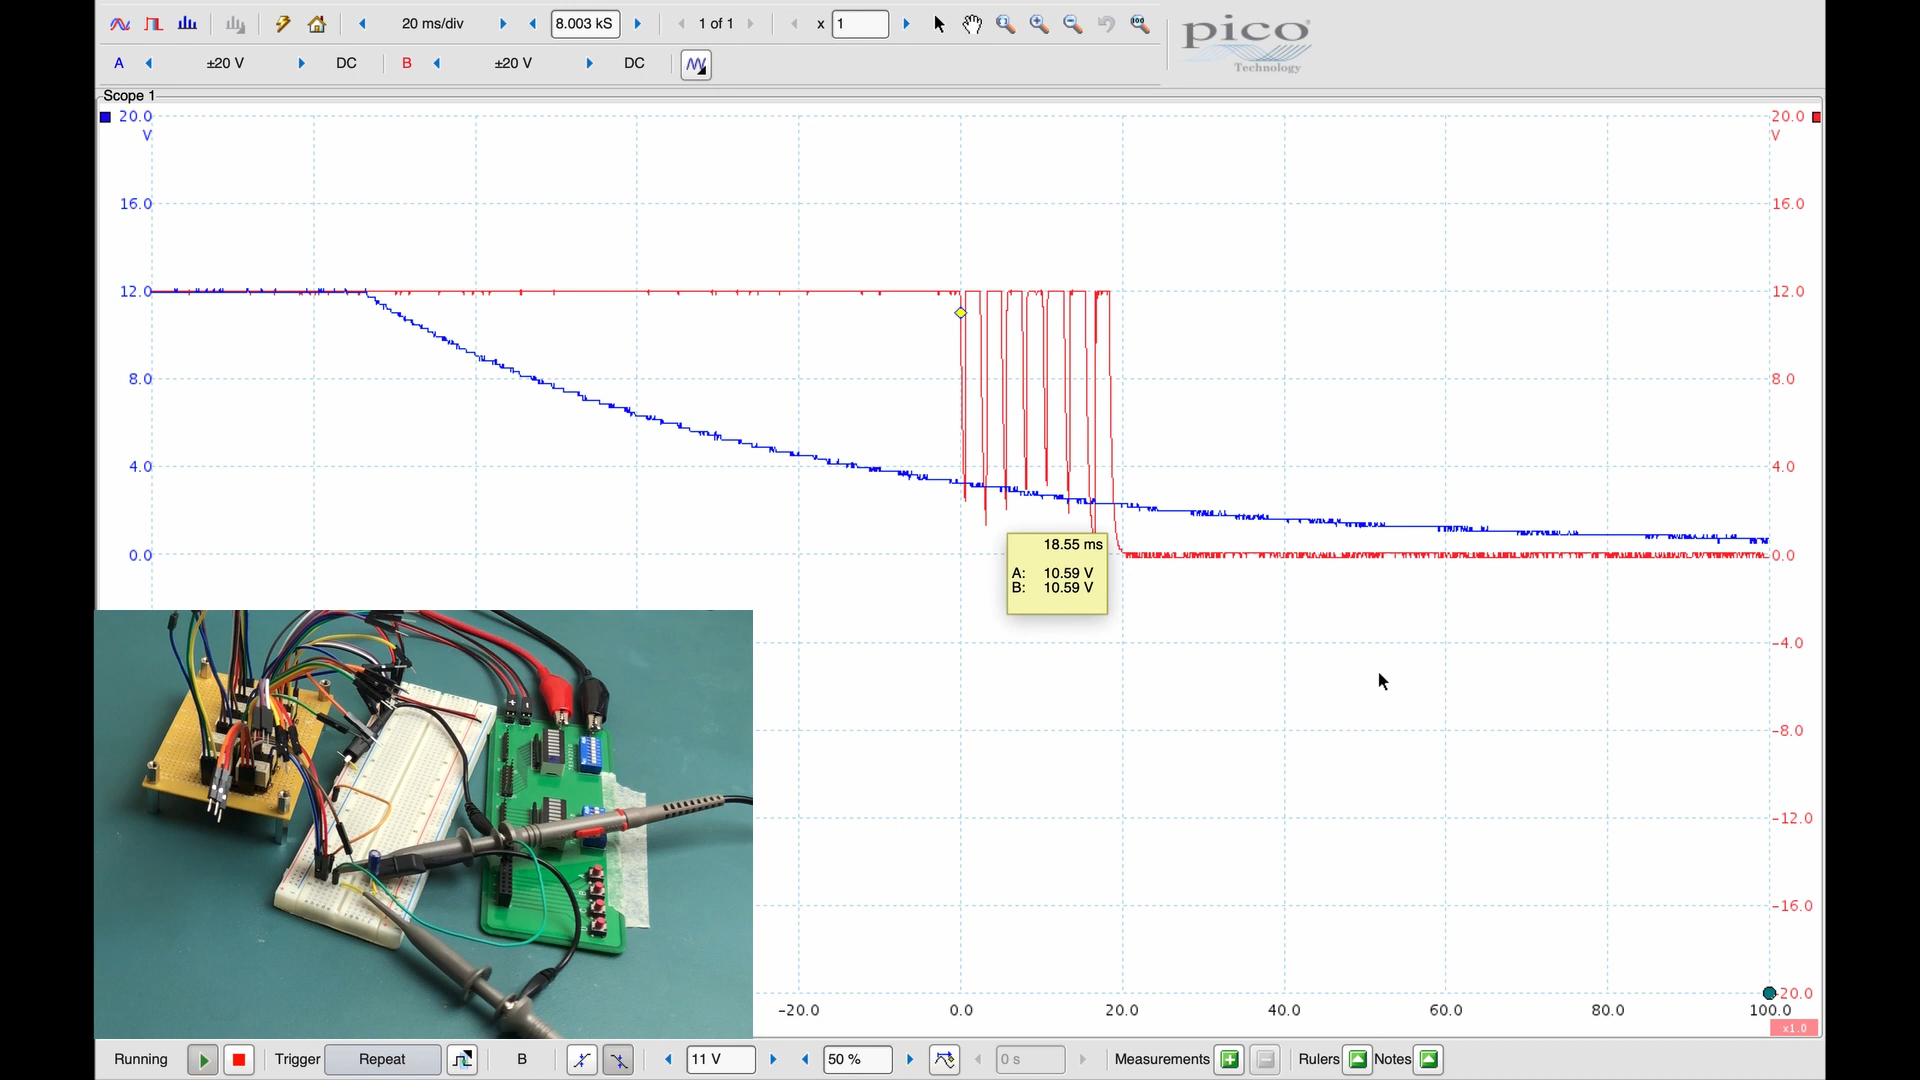 20 ms/div 8.003 kS 1 of 1 x 1 100
pico
Technology
A ±20 V DC B ±20 V DC
Scope 1
20.0 20.0
V V
16.0 16.0
12.0 12.0
8.0 8.0
4.0 4.0
18.55 ms
0.0 0.0
A: 10.59 V
B: 10.59 V
-4.0
-8.0
-12.0
-16.0
-20.0
-20.0 0.0 20.0 40.0 60.0 80.0 100.0
x1.0
Running Trigger Repeat B 11 V 50 % 0 s Measurements Rulers Notes